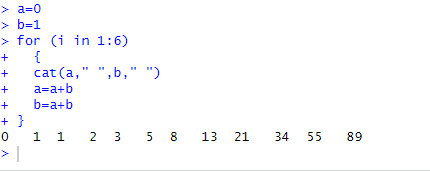 > a=0
> b=1
> for (i in 1:6)
+   {
+   cat(a," ",b," ")
+   a=a+b
+   b=a+b
+ }
0   1  1   2  3   5  8   13  21   34  55   89
>